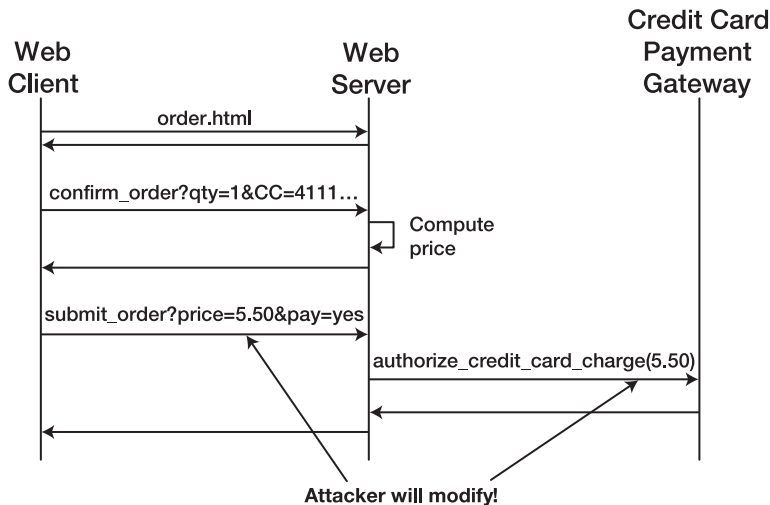 Web
Client
Web
Server
Credit Card
Payment
Gateway
order.html
confirm_order?qty=1&CC=4111…
Compute
price
submit_order?price=5.50&pay=yes
authorize_credit_card_charge(5.50)
Attacker will modify!